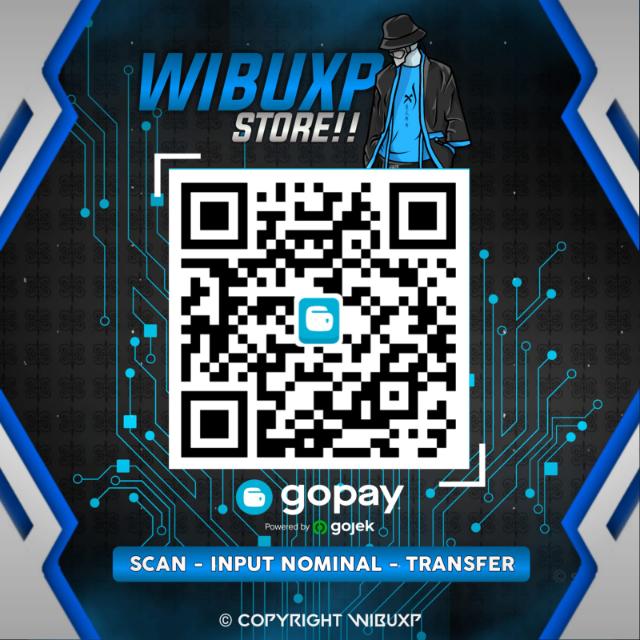 WIBUXP
STORE!!
gopay
Powered by gojek
SCAN - INPUT NOMINAL - TRANSFER
© COPYRIGHT WIBUXP